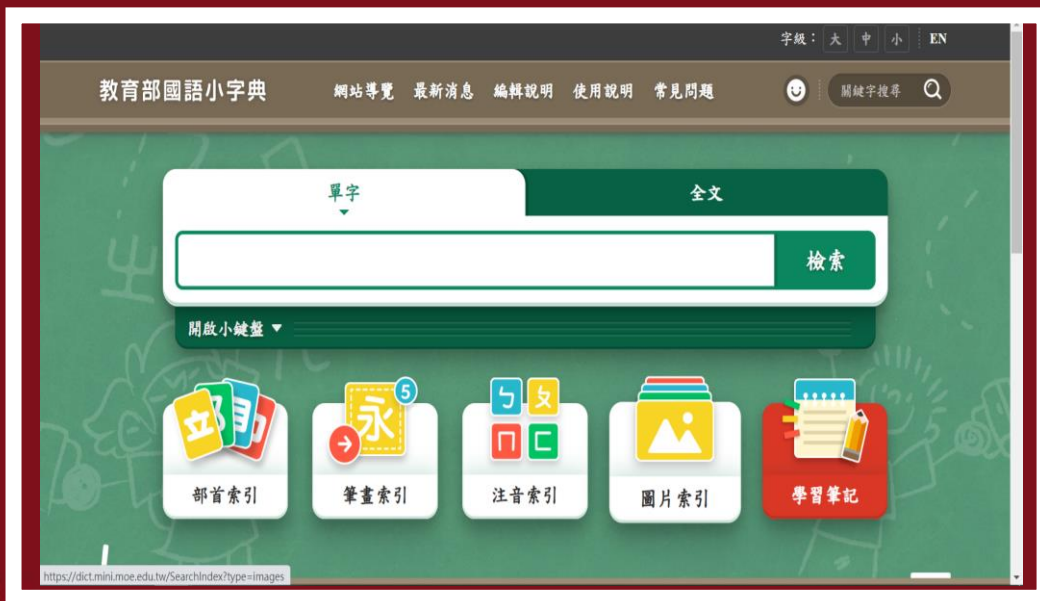 字級： 大 中 小 EN
教育部國語小字典 網站導覽 最新消息 編輯說明 使用說明 常見問題 關鍵字搜尋
單字 全文
檢索
開啟小鍵盤
立 部 即
永 5
ㄅ ㄆ
ㄇ ㄈ
部首索引 筆畫索引 注音索引 圖片索引 學習筆記
https://dict.mini.moe.edu.tw/SearchIndex?type=images